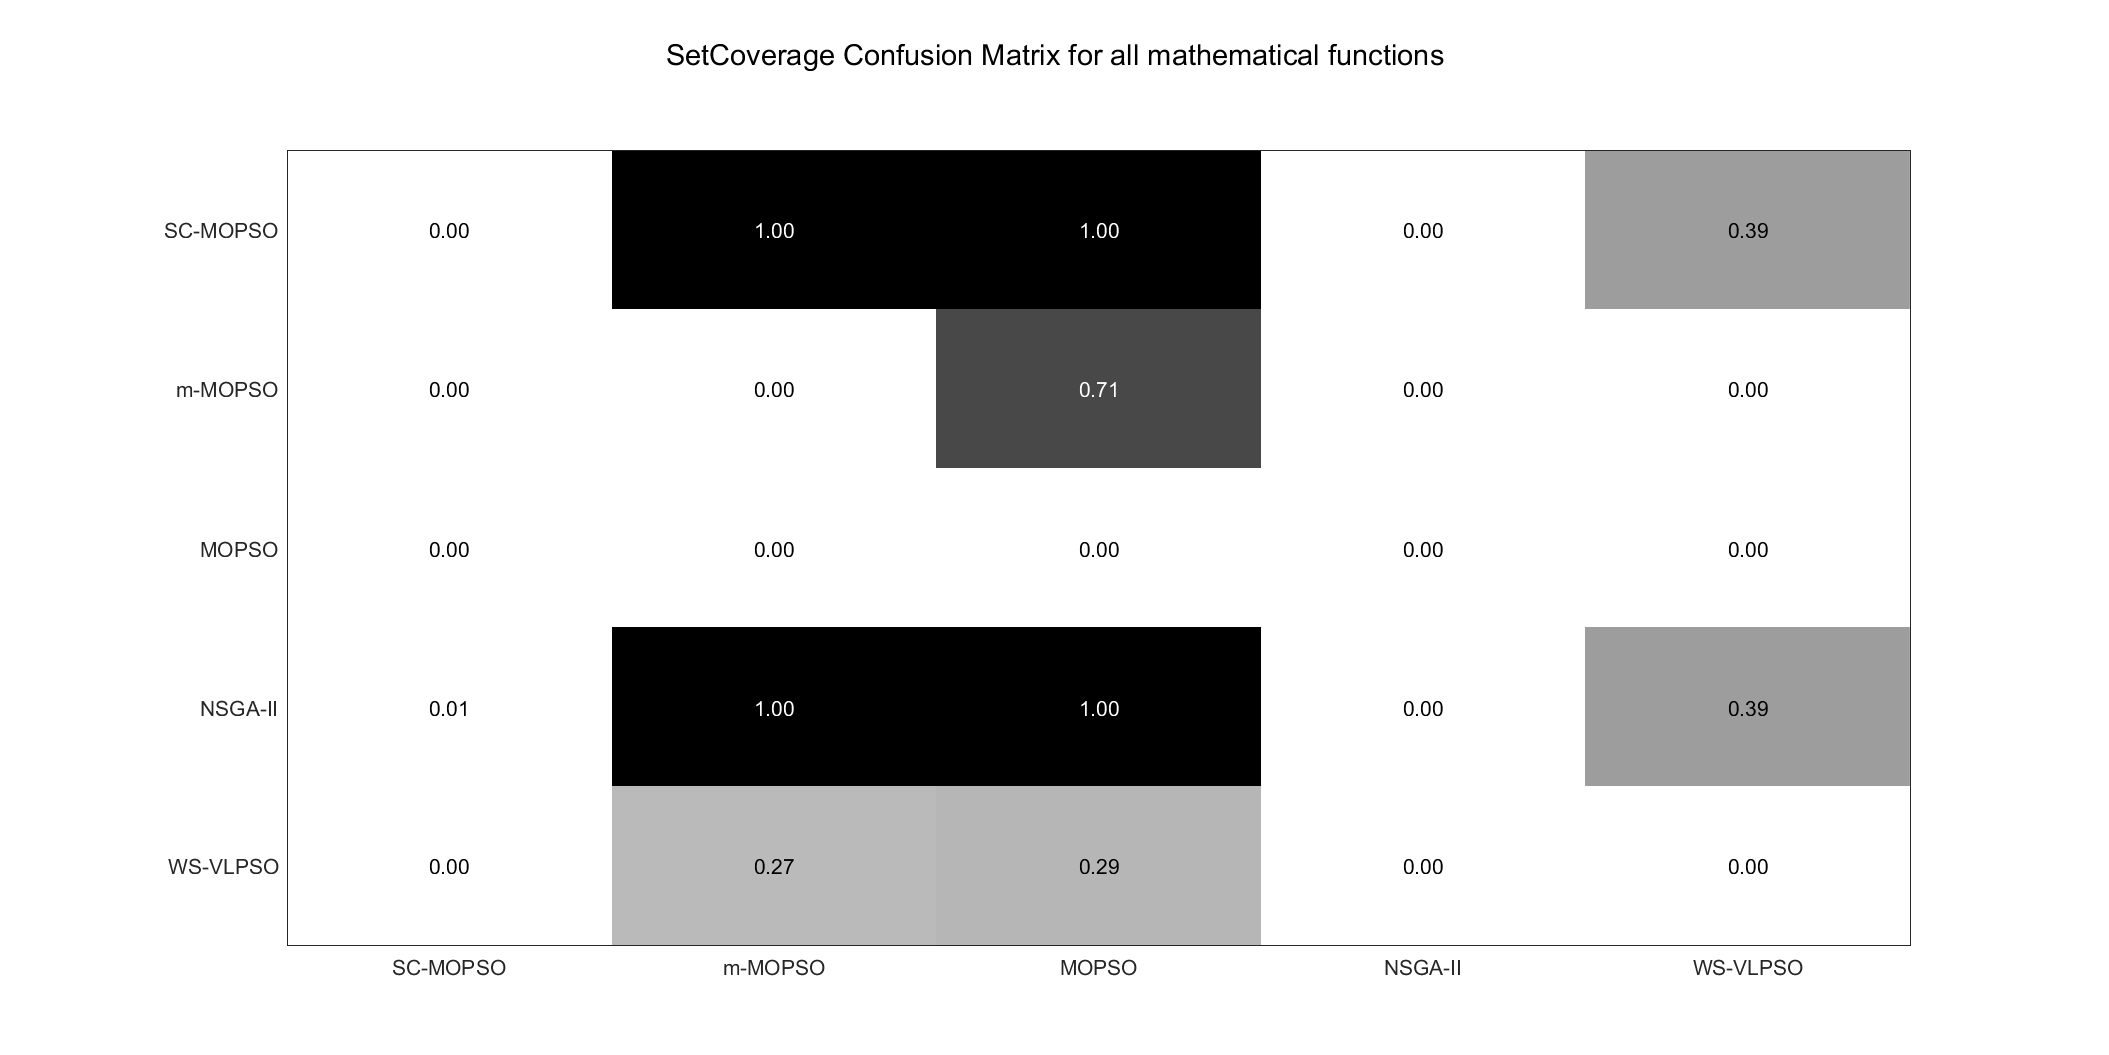 SetCoverage Confusion Matrix for all mathematical functions
SC-MOPSO 0.00 1.00 1.00 0.00 0.39
m-MOPSO 0.00 0.00 0.71 0.00 0.00
MOPSO 0.00 0.00 0.00 0.00 0.00
NSGA-II 0.01 1.00 1.00 0.00 0.39
WS-VLPSO 0.00 0.27 0.29 0.00 0.00
SC-MOPSO m-MOPSO MOPSO NSGA-II WS-VLPSO